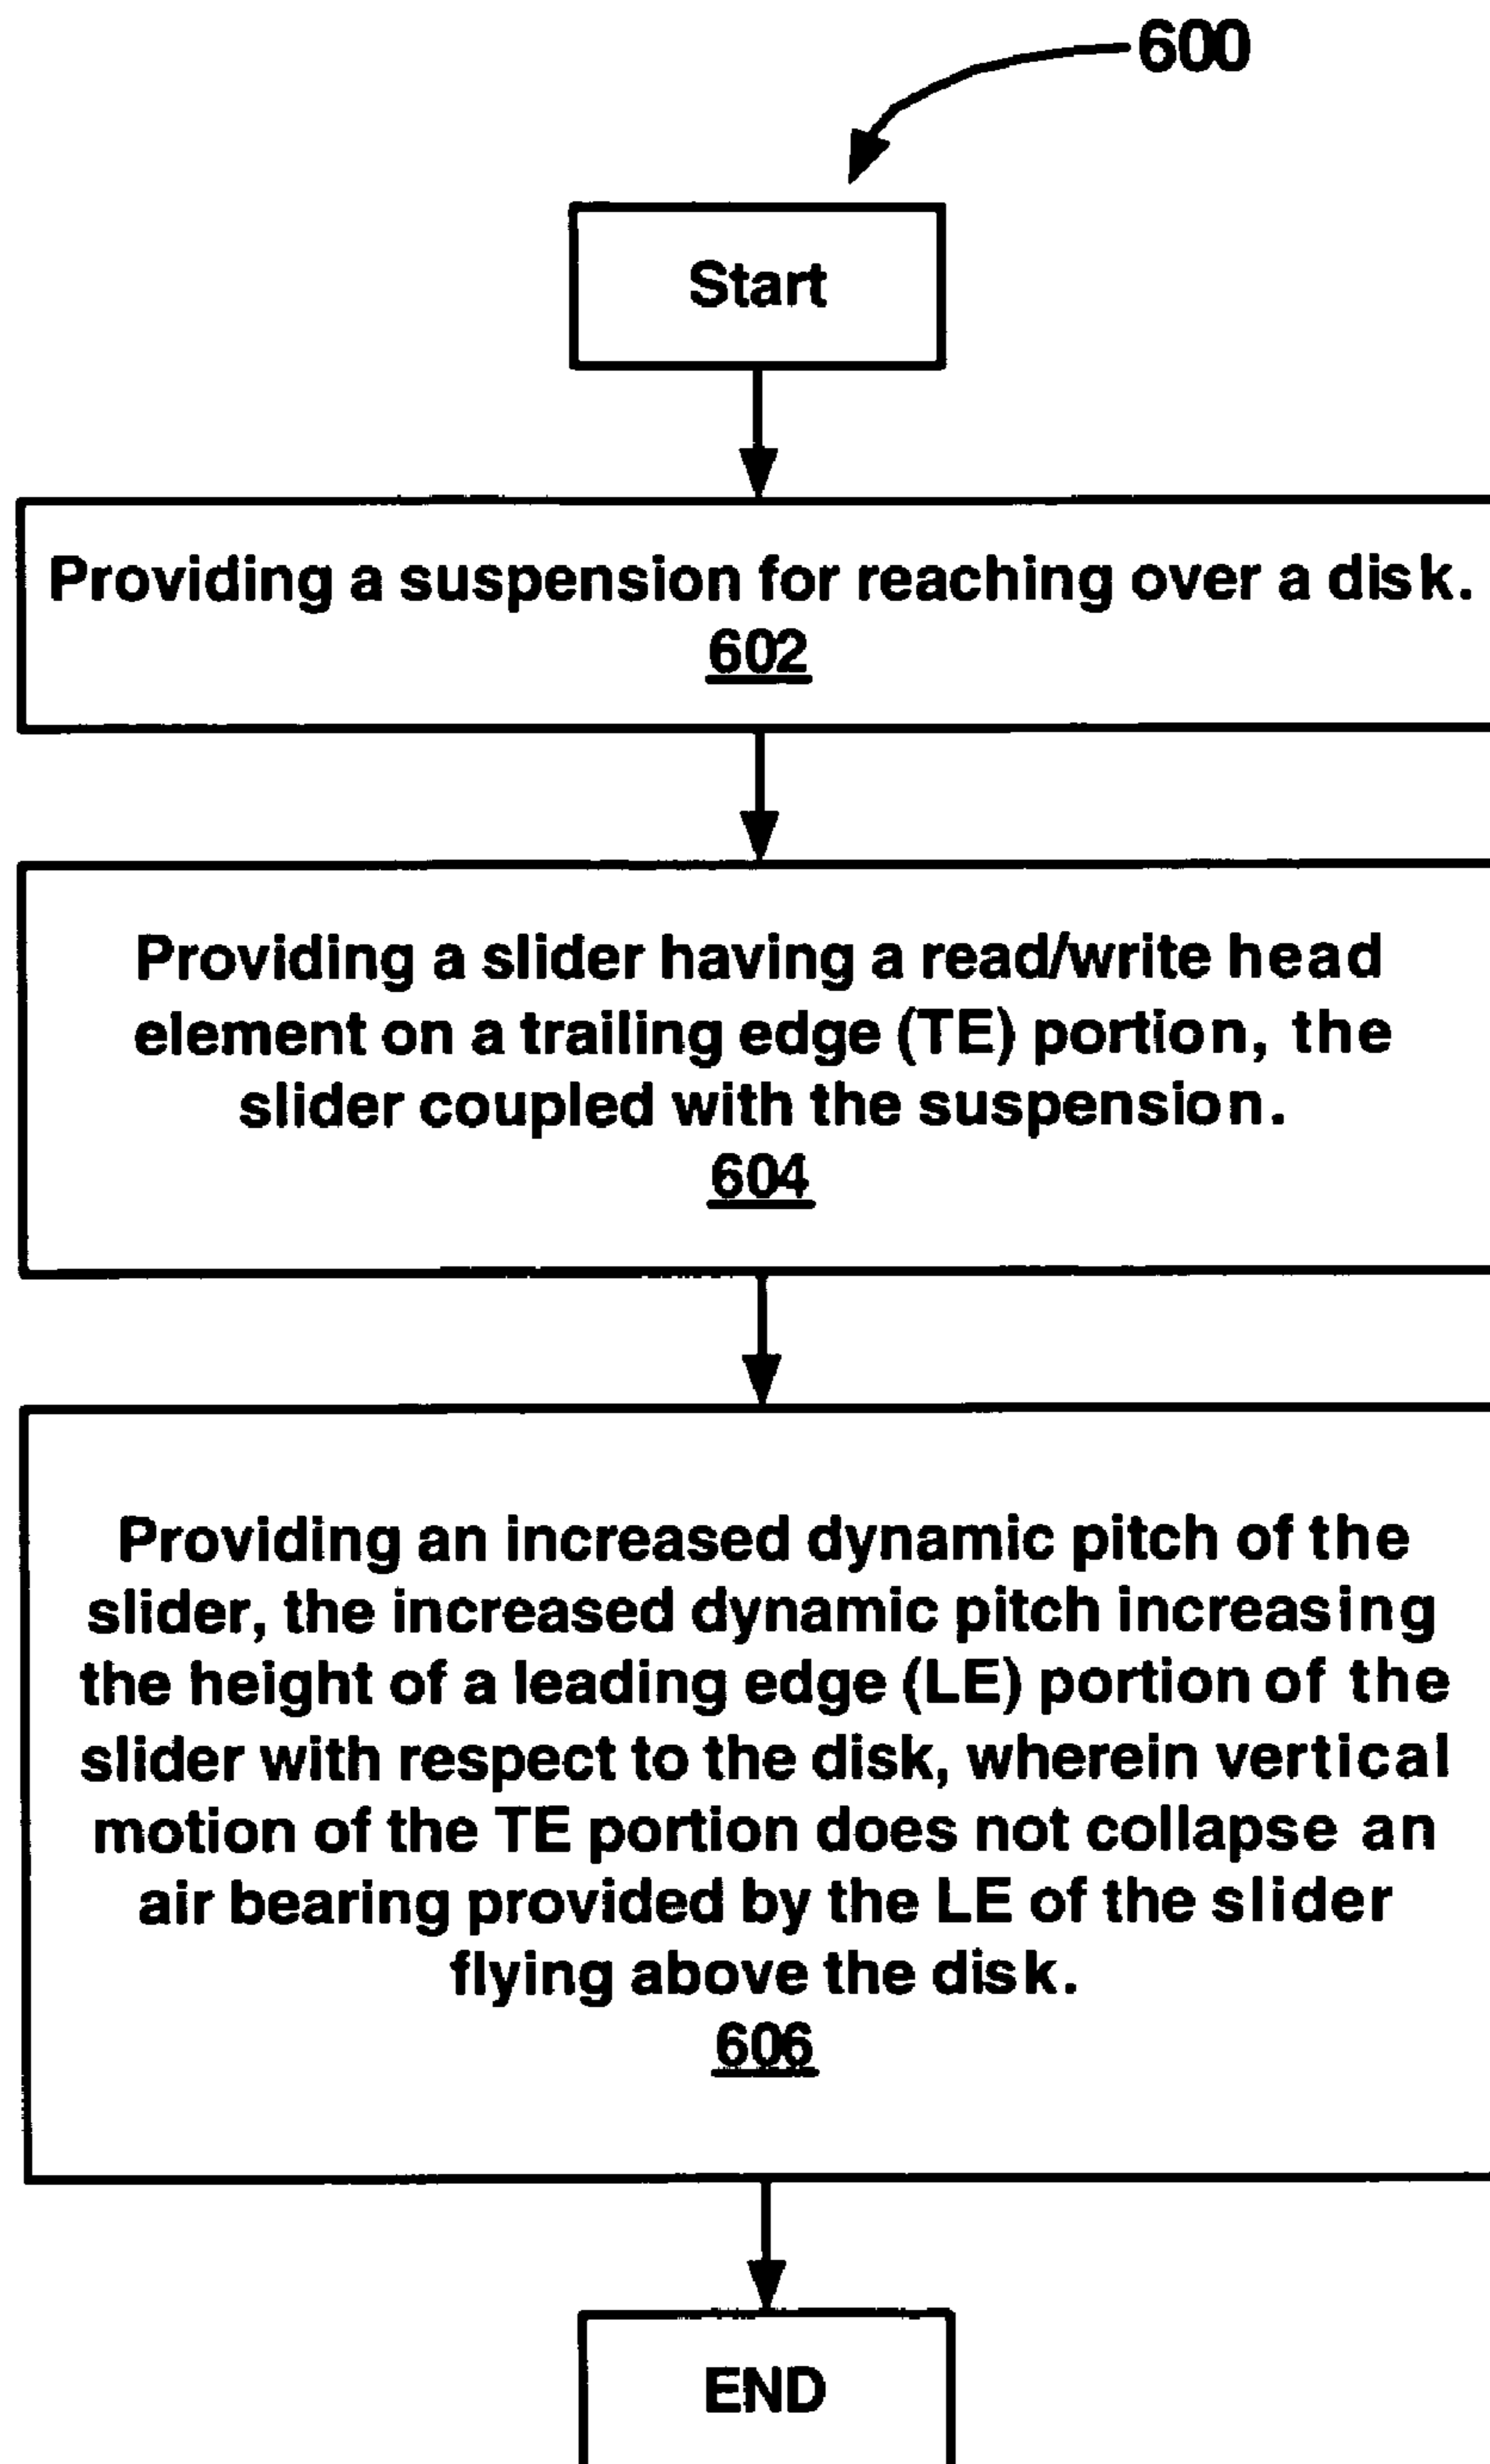 600
Start
Providing a suspension for reaching over a disk.
602
Providing a slider having a read/write head
element on a trailing edge (TE) portion, the
slider coupled with the suspension.
604
Providing an increased dynamic pitch of the
slider, the increased dynamic pitch increasing
the height of a leading edge (LE) portion of the
slider with respect to the disk, wherein vertical
motion of the TE portion does not collapse an
air bearing provided by the LE of the slider
flying above the disk.
606
END